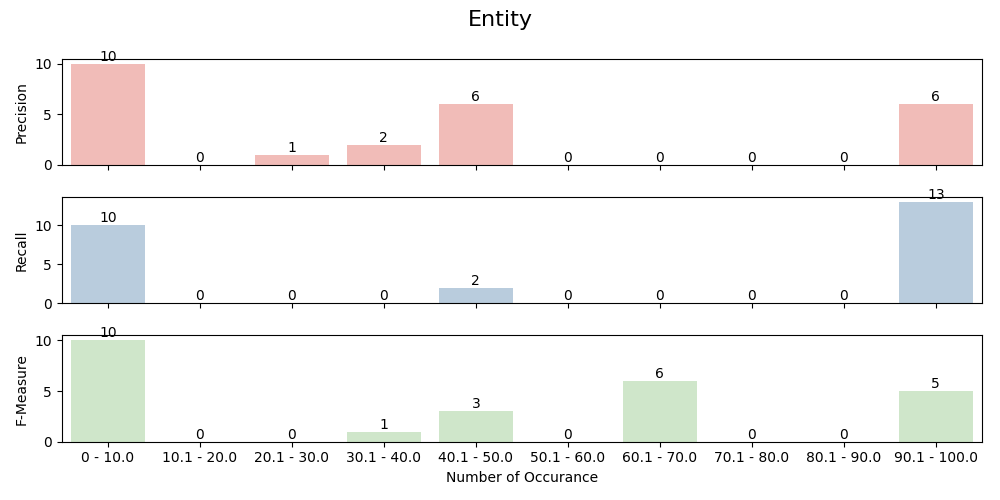 Entity
Precision
10 5 0
10 0 1 2 6 0 0 0 0 6
Recall
10 5 0
10 0 0 0 2 0 0 0 0 13
F-Measure
10 5 0
10 0 0 1 3 0 6 0 0 5
0 - 10.0 10.1 - 20.0 20.1 - 30.0 30.1 - 40.0 40.1 - 50.0 50.1 - 60.0 60.1 - 70.0 70.1 - 80.0 80.1 - 90.0 90.1 - 100.0
Number of Occurance